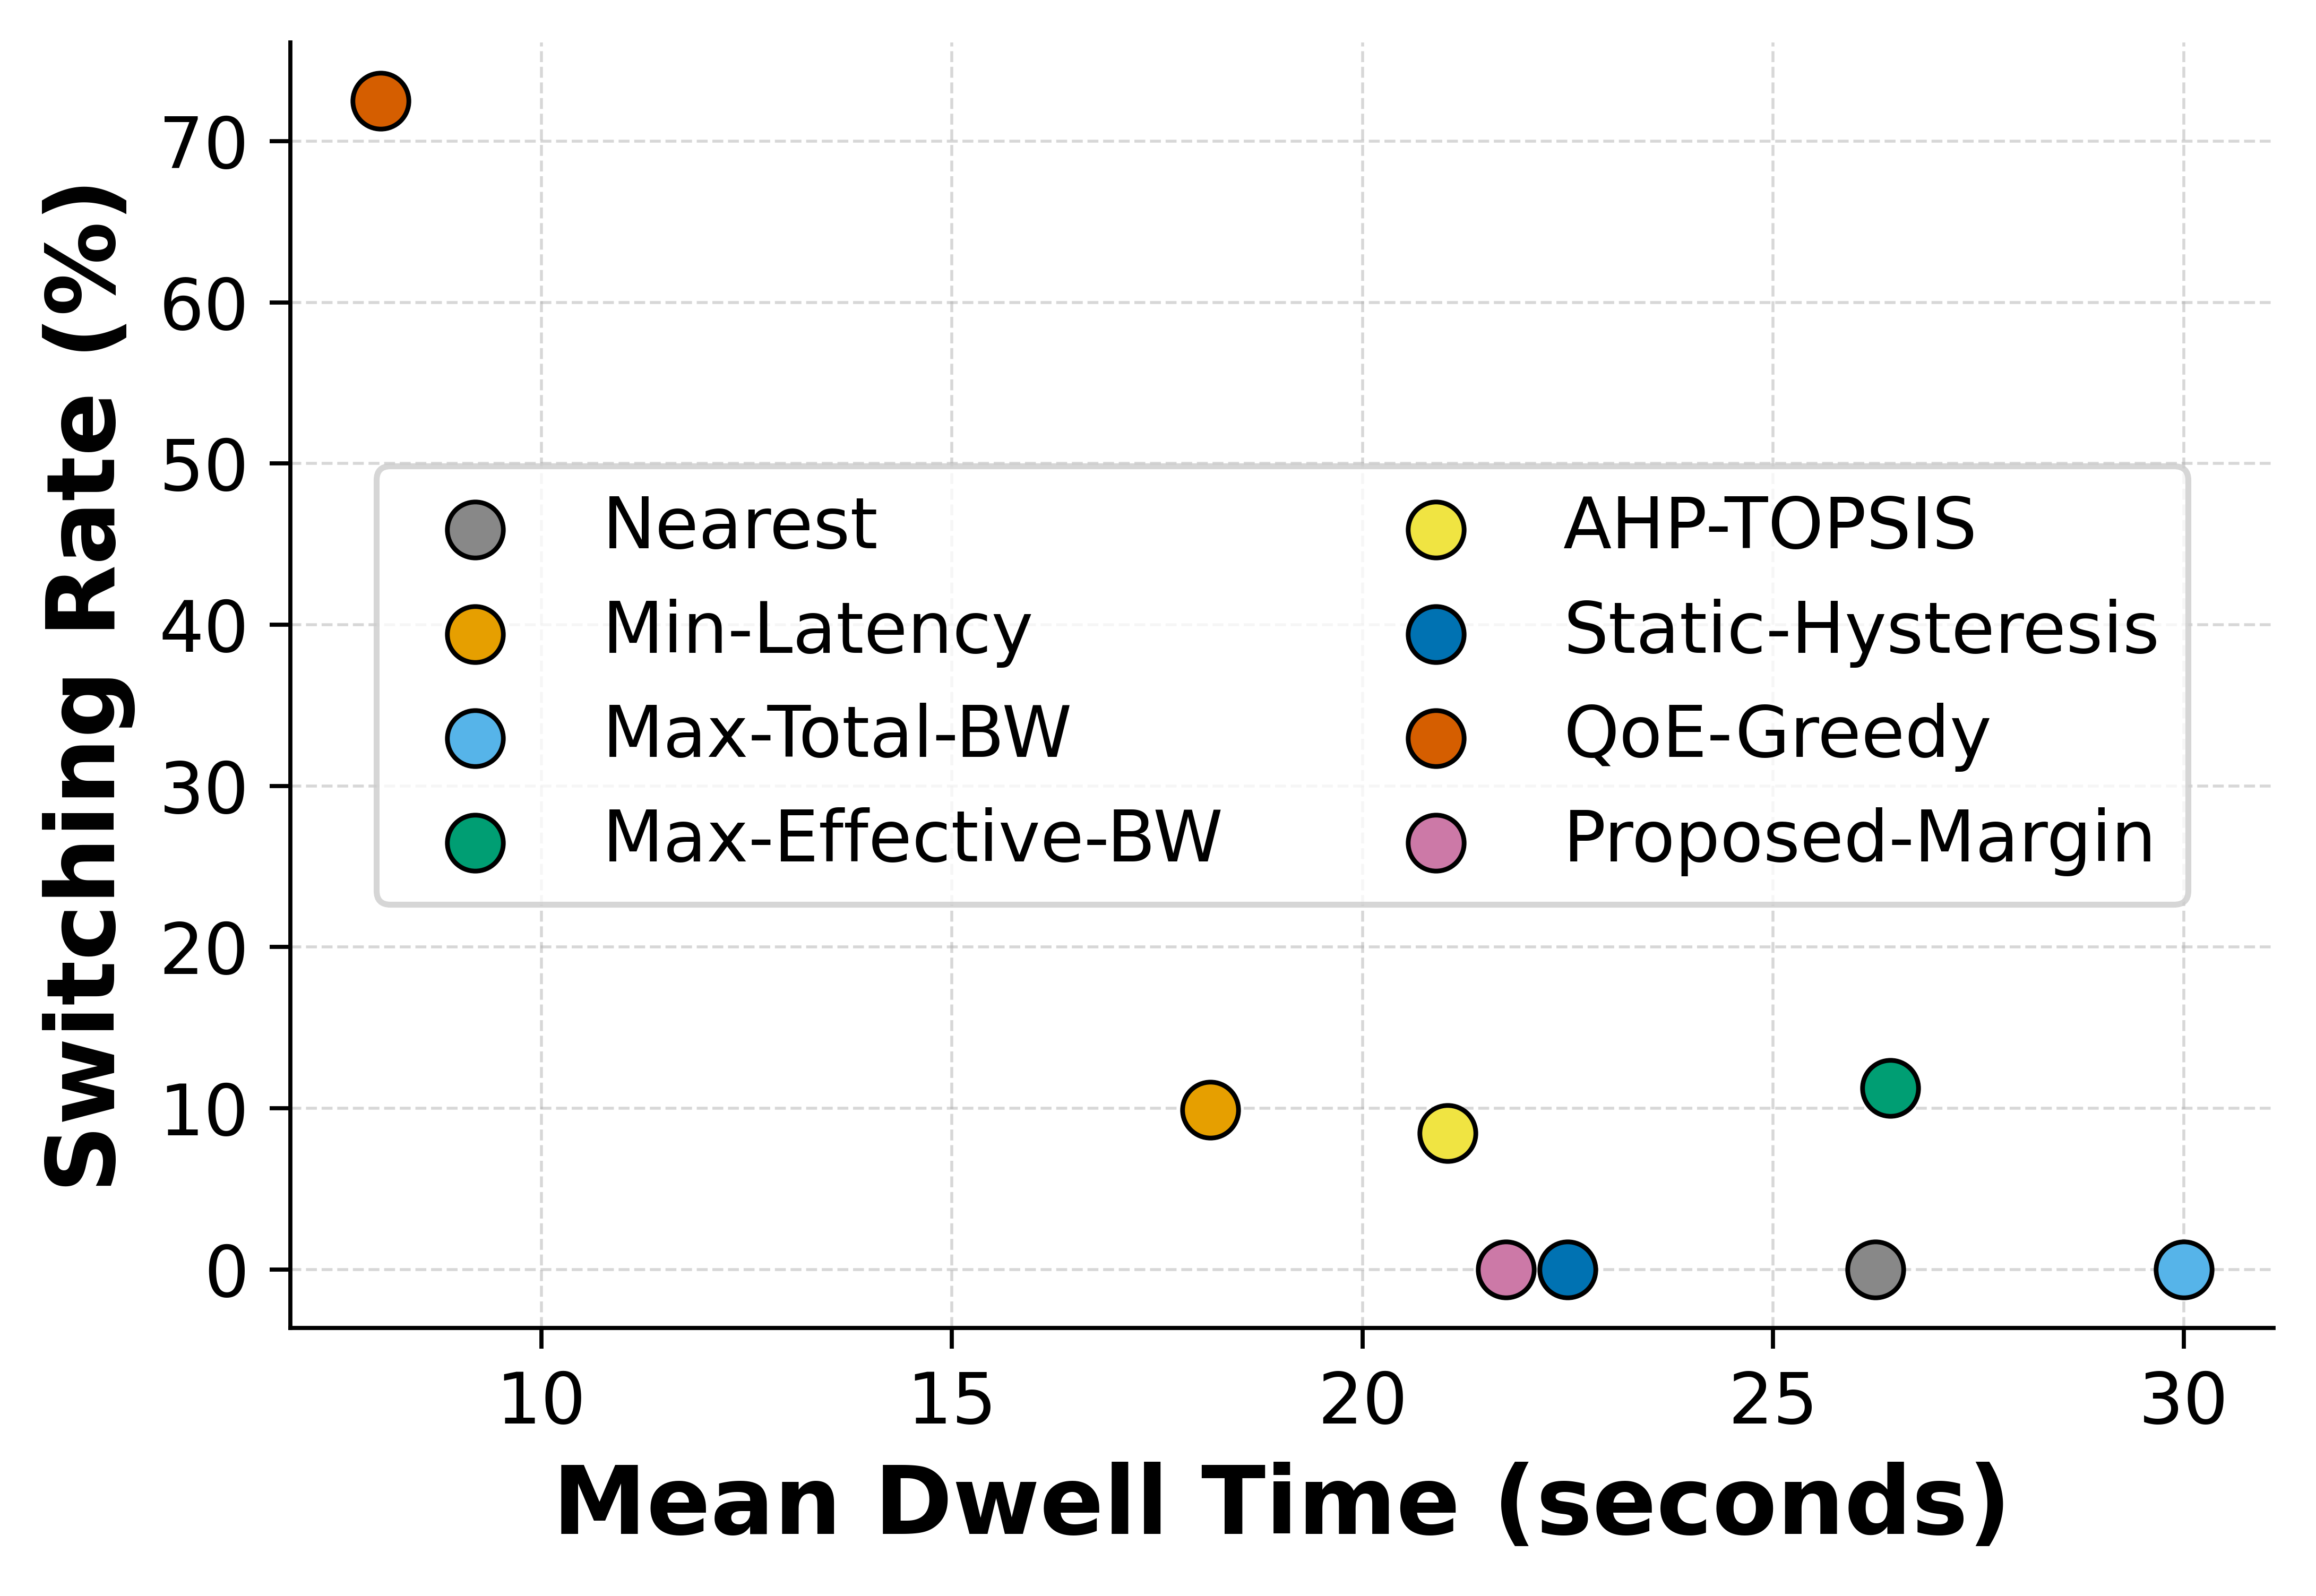 Switching Rate (%)
70
60
50
40
30
20
10
0
Nearest
Min-Latency
Max-Total-BW
Max-Effective-BW
AHP-TOPSIS
Static-Hysteresis
QoE-Greedy
Proposed-Margin
10 15 20 25 30
Mean Dwell Time (seconds)